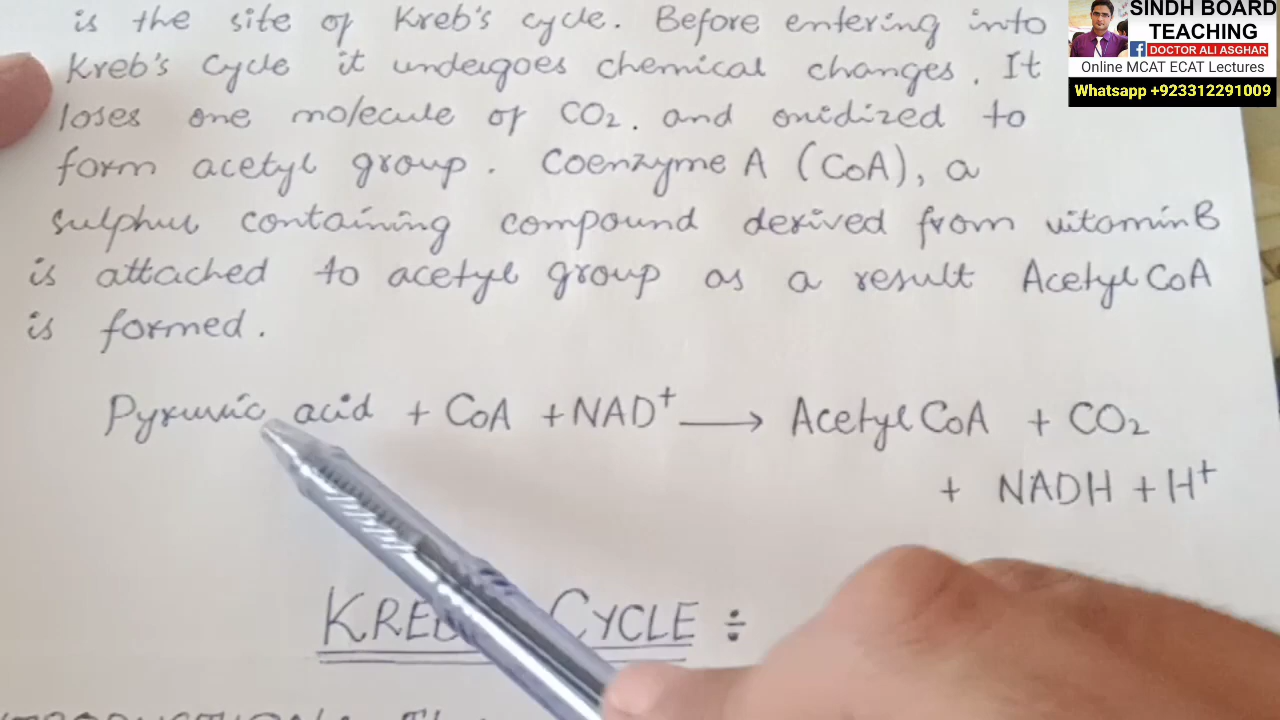 is the site of Kreb's cycle. Before entering into
Kreb's Cycle it undergoes chemical changes. It
loses one molecule of CO₂. and oxidized to
form acetyl group. Coenzyme A (CoA), a
sulphur containing compound derived from vitamin B
is attached to acetyl group as a result Acetyl CoA
is formed.
Pyruvic acid + CoA + NAD⁺ ⟶ Acetyl CoA + CO₂
+ NADH + H⁺
CYCLE ÷
SINDH BOARD
TEACHING
f DOCTOR ALI ASGHAR
Online MCAT ECAT Lectures
Whatsapp +923312291009